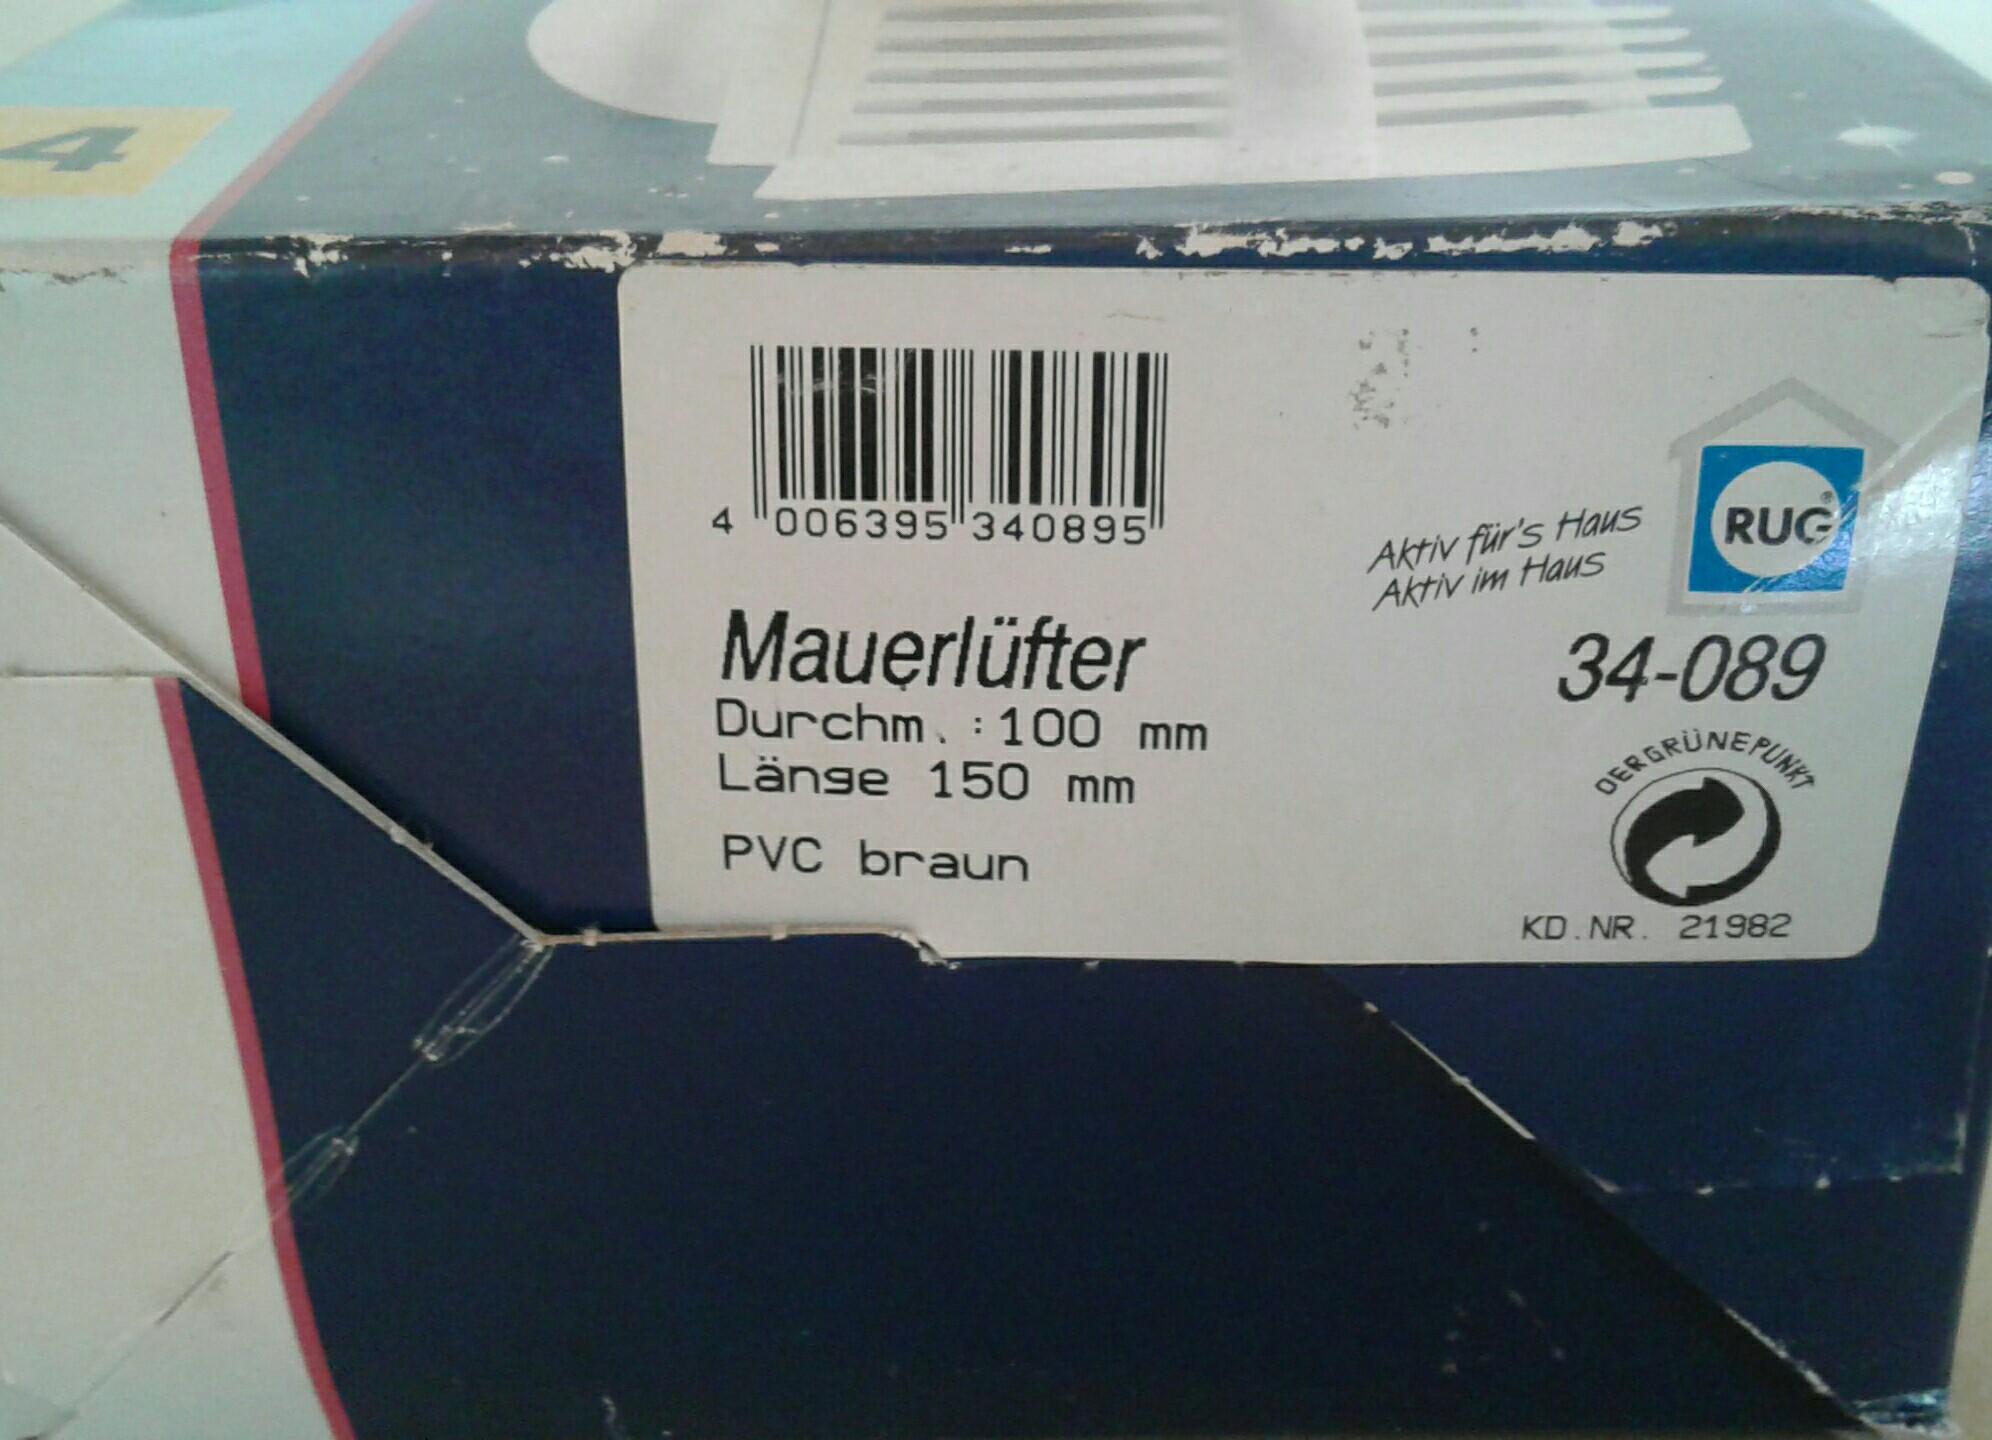 4
4 006395 340895
Aktiv für's Haus
Aktiv im Haus
RUG®
Mauerlüfter
34-089
Durchm.:100 mm
Länge 150 mm
PVC braun
DER GRÜNE PUNKT
KD.NR. 21982